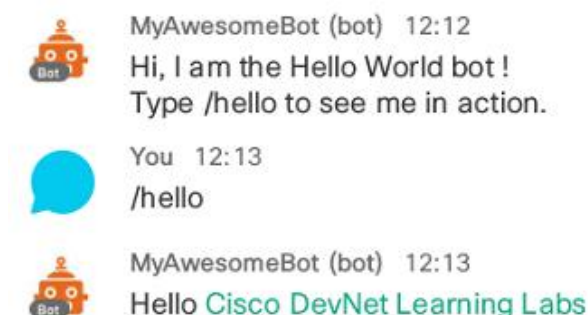 MyAwesomeBot (bot) 12:12
Bot
Hi, I am the Hello World bot !
Type /hello to see me in action.
You 12:13
/hello
MyAwesomeBot (bot) 12:13
Bot
Hello Cisco DevNet Learning Labs